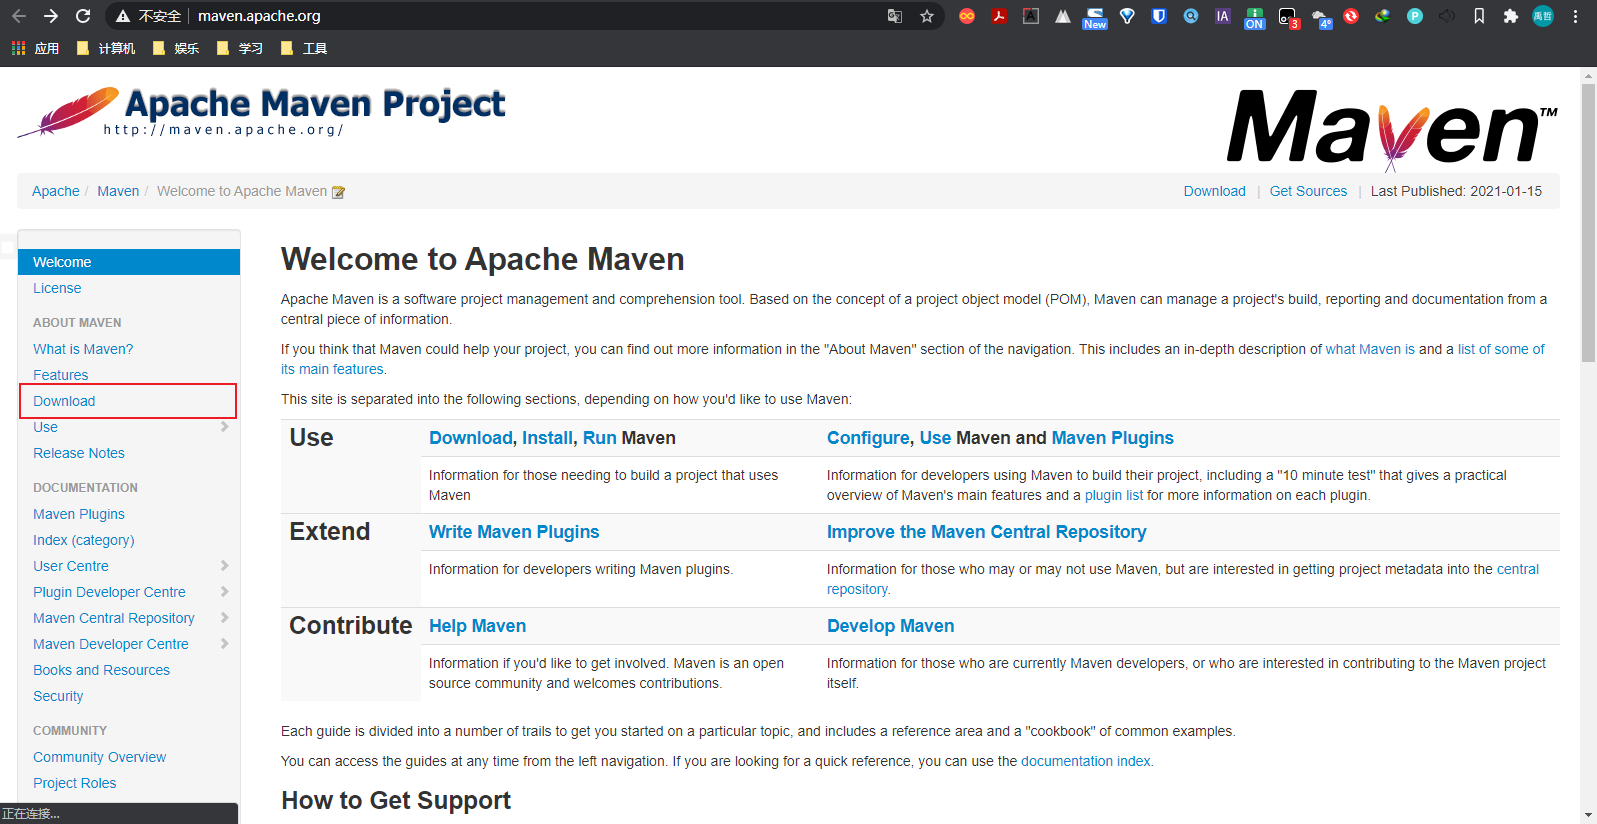 不安全 maven.apache.org
New
IA
ON
3
4°
P
禹哲
应用 计算机 娱乐 学习 工具
Apache Maven Project
http://maven.apache.org/
Maven™
Apache / Maven / Welcome to Apache Maven
Download | Get Sources | Last Published: 2021-01-15
Welcome
License
ABOUT MAVEN
What is Maven?
Features
Download
Use
Release Notes
DOCUMENTATION
Maven Plugins
Index (category)
User Centre
Plugin Developer Centre
Maven Central Repository
Maven Developer Centre
Books and Resources
Security
COMMUNITY
Community Overview
Project Roles
正在连接...
Welcome to Apache Maven
Apache Maven is a software project management and comprehension tool. Based on the concept of a project object model (POM), Maven can manage a project's build, reporting and documentation from a
central piece of information.
If you think that Maven could help your project, you can find out more information in the "About Maven" section of the navigation. This includes an in-depth description of what Maven is and a list of some of
its main features.
This site is separated into the following sections, depending on how you'd like to use Maven:
Use
Download, Install, Run Maven
Information for those needing to build a project that uses
Maven
Configure, Use Maven and Maven Plugins
Information for developers using Maven to build their project, including a "10 minute test" that gives a practical
overview of Maven's main features and a plugin list for more information on each plugin.
Extend
Write Maven Plugins
Information for developers writing Maven plugins.
Improve the Maven Central Repository
Information for those who may or may not use Maven, but are interested in getting project metadata into the central
repository.
Contribute
Help Maven
Information if you'd like to get involved. Maven is an open
source community and welcomes contributions.
Develop Maven
Information for those who are currently Maven developers, or who are interested in contributing to the Maven project
itself.
Each guide is divided into a number of trails to get you started on a particular topic, and includes a reference area and a "cookbook" of common examples.
You can access the guides at any time from the left navigation. If you are looking for a quick reference, you can use the documentation index.
How to Get Support